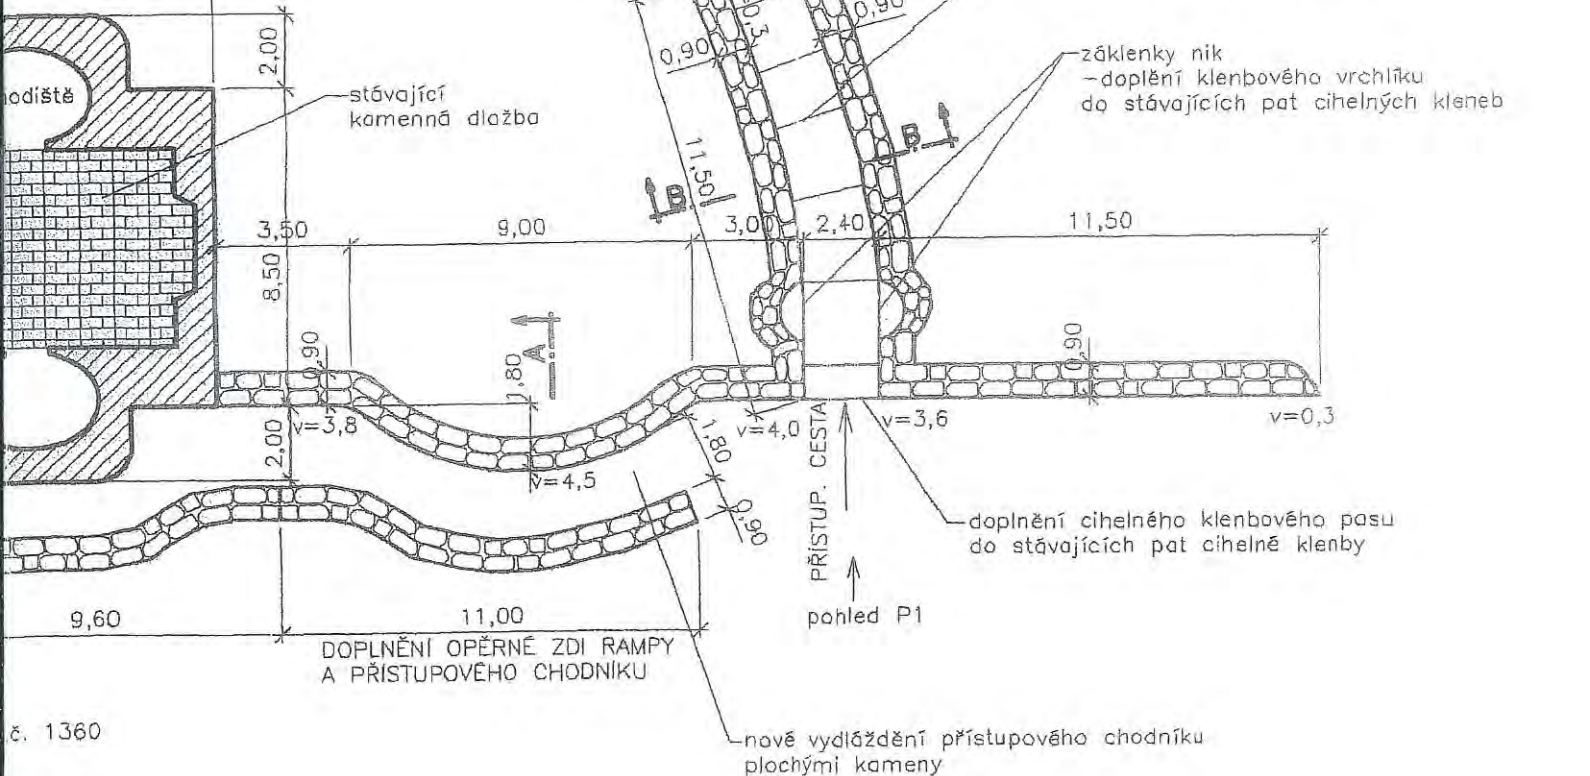 2,00
0,3
0,90
0,90
odiště
stávající
kamenná dlažba
záklenky nik
-doplění klenbového vrchlíku
do stávajících pat cihelných kleneb
B
11,50
B
3,50
9,00
3,00
2,40
11,50
8,50
0,90
1,80
A
0,90
v=3,8
v=4,0
v=3,6
v=0,3
2,00
v=4,5
1,80
0,90
PŘÍSTUP. CESTA
doplnění cihelného klenbového pasu
do stávajících pat cihelné klenby
pohled P1
9,60
11,00
DOPLNĚNÍ OPĚRNÉ ZDI RAMPY
A PŘÍSTUPOVÉHO CHODNÍKU
č. 1360
nové vydláždění přístupového chodníku
plochými kameny